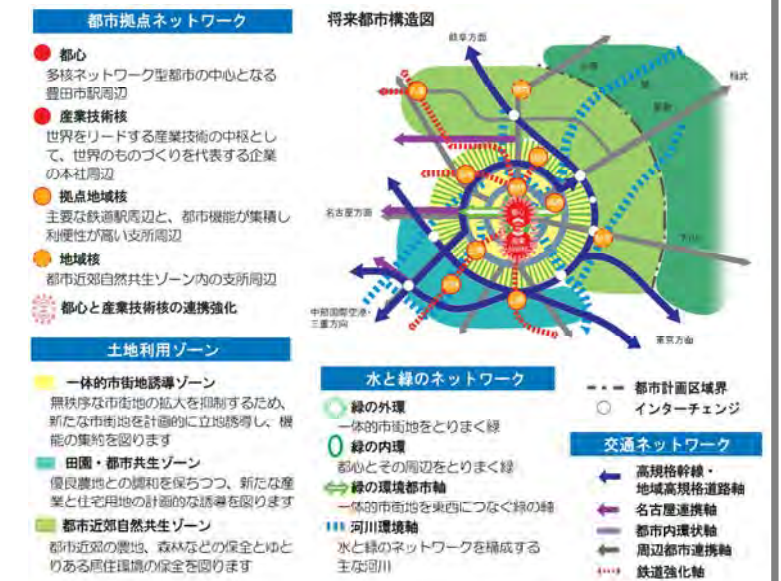 都市拠点ネットワーク
都心
多核ネットワーク型都市の中心となる
豊田市駅周辺
産業技術核
世界をリードする産業技術の中枢とし
て、世界のものづくりを代表する企業
の本社周辺
拠点地域核
主要な鉄道駅周辺と、都市機能が集積し
利便性が高い支所周辺
地域核
都市近郊自然共生ゾーン内の支所周辺
都心と産業技術核の連携強化
土地利用ゾーン
一体的市街地誘導ゾーン
無秩序な市街地の拡大を抑制するため、
新たな市街地を計画的に立地誘導し、機
能の集約を図ります
田園・都市共生ゾーン
優良農地との調和を保ちつつ、新たな産
業と住宅用地の計画的な誘導を図ります
都市近郊自然共生ゾーン
都市近郊の農地、森林などの保全とゆと
りある居住環境の保全を図ります
将来都市構造図
岐阜方面
稲武
名古屋方面
都心
下山
中部国際空港・
三重方向
東京方面
水と緑のネットワーク
緑の外環
一体的市街地をとりまく緑
緑の内環
都心とその周辺をとりまく緑
緑の環境都市軸
一体的市街地を東西につなぐ緑の軸
河川環境軸
水と緑のネットワークを構成する
主な河川
都市計画区域界
インターチェンジ
交通ネットワーク
高規格幹線・
地域高規格道路軸
名古屋連携軸
都市内環状軸
周辺都市連携軸
鉄道強化軸